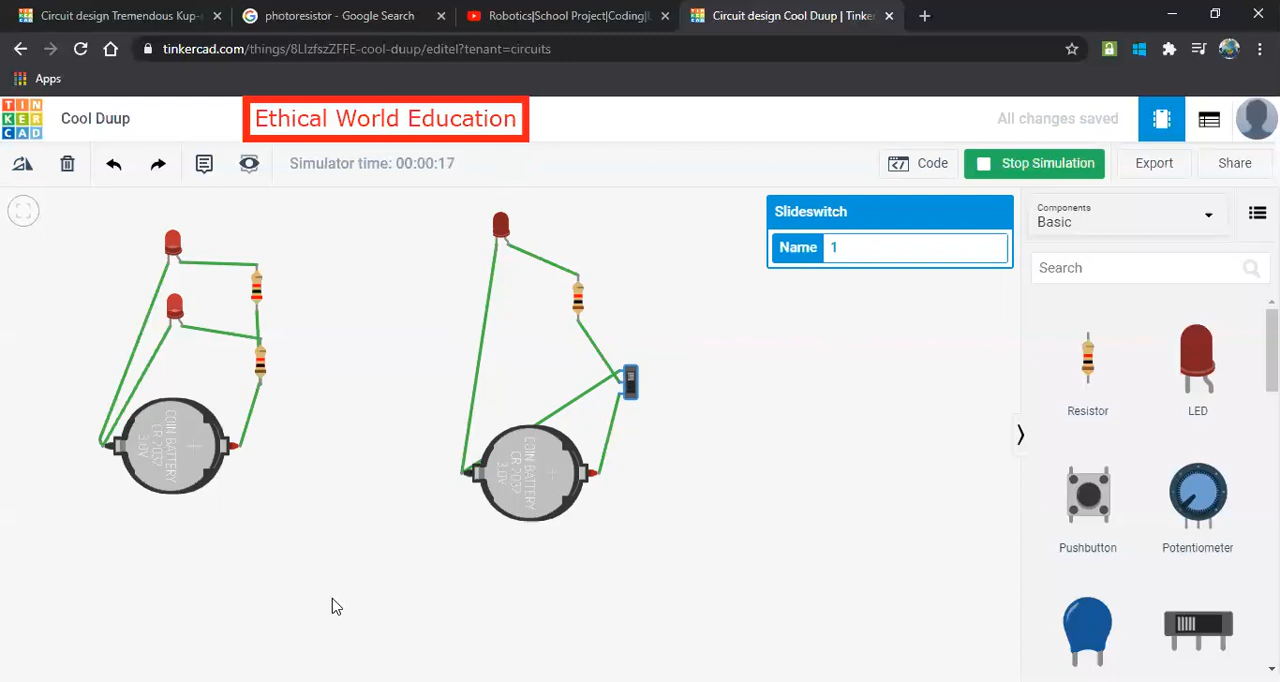 Circuit design Tremendous Kup-
photoresistor - Google Search
Robotics|School Project|Coding|L
Circuit design Cool Duup | Tinke
tinkercad.com/things/8LIzfszZFFE-cool-duup/editel?tenant=circuits
Apps
TIN
KER
CAD
Cool Duup
Ethical World Education
All changes saved
Simulator time: 00:00:17
Code
Stop Simulation
Export
Share
Slideswitch
Name 1
Components
Basic
Search
Resistor
LED
Pushbutton
Potentiometer
COIN BATTERY
CR 2032
3.0V
COIN BATTERY
CR 2032
3.0V